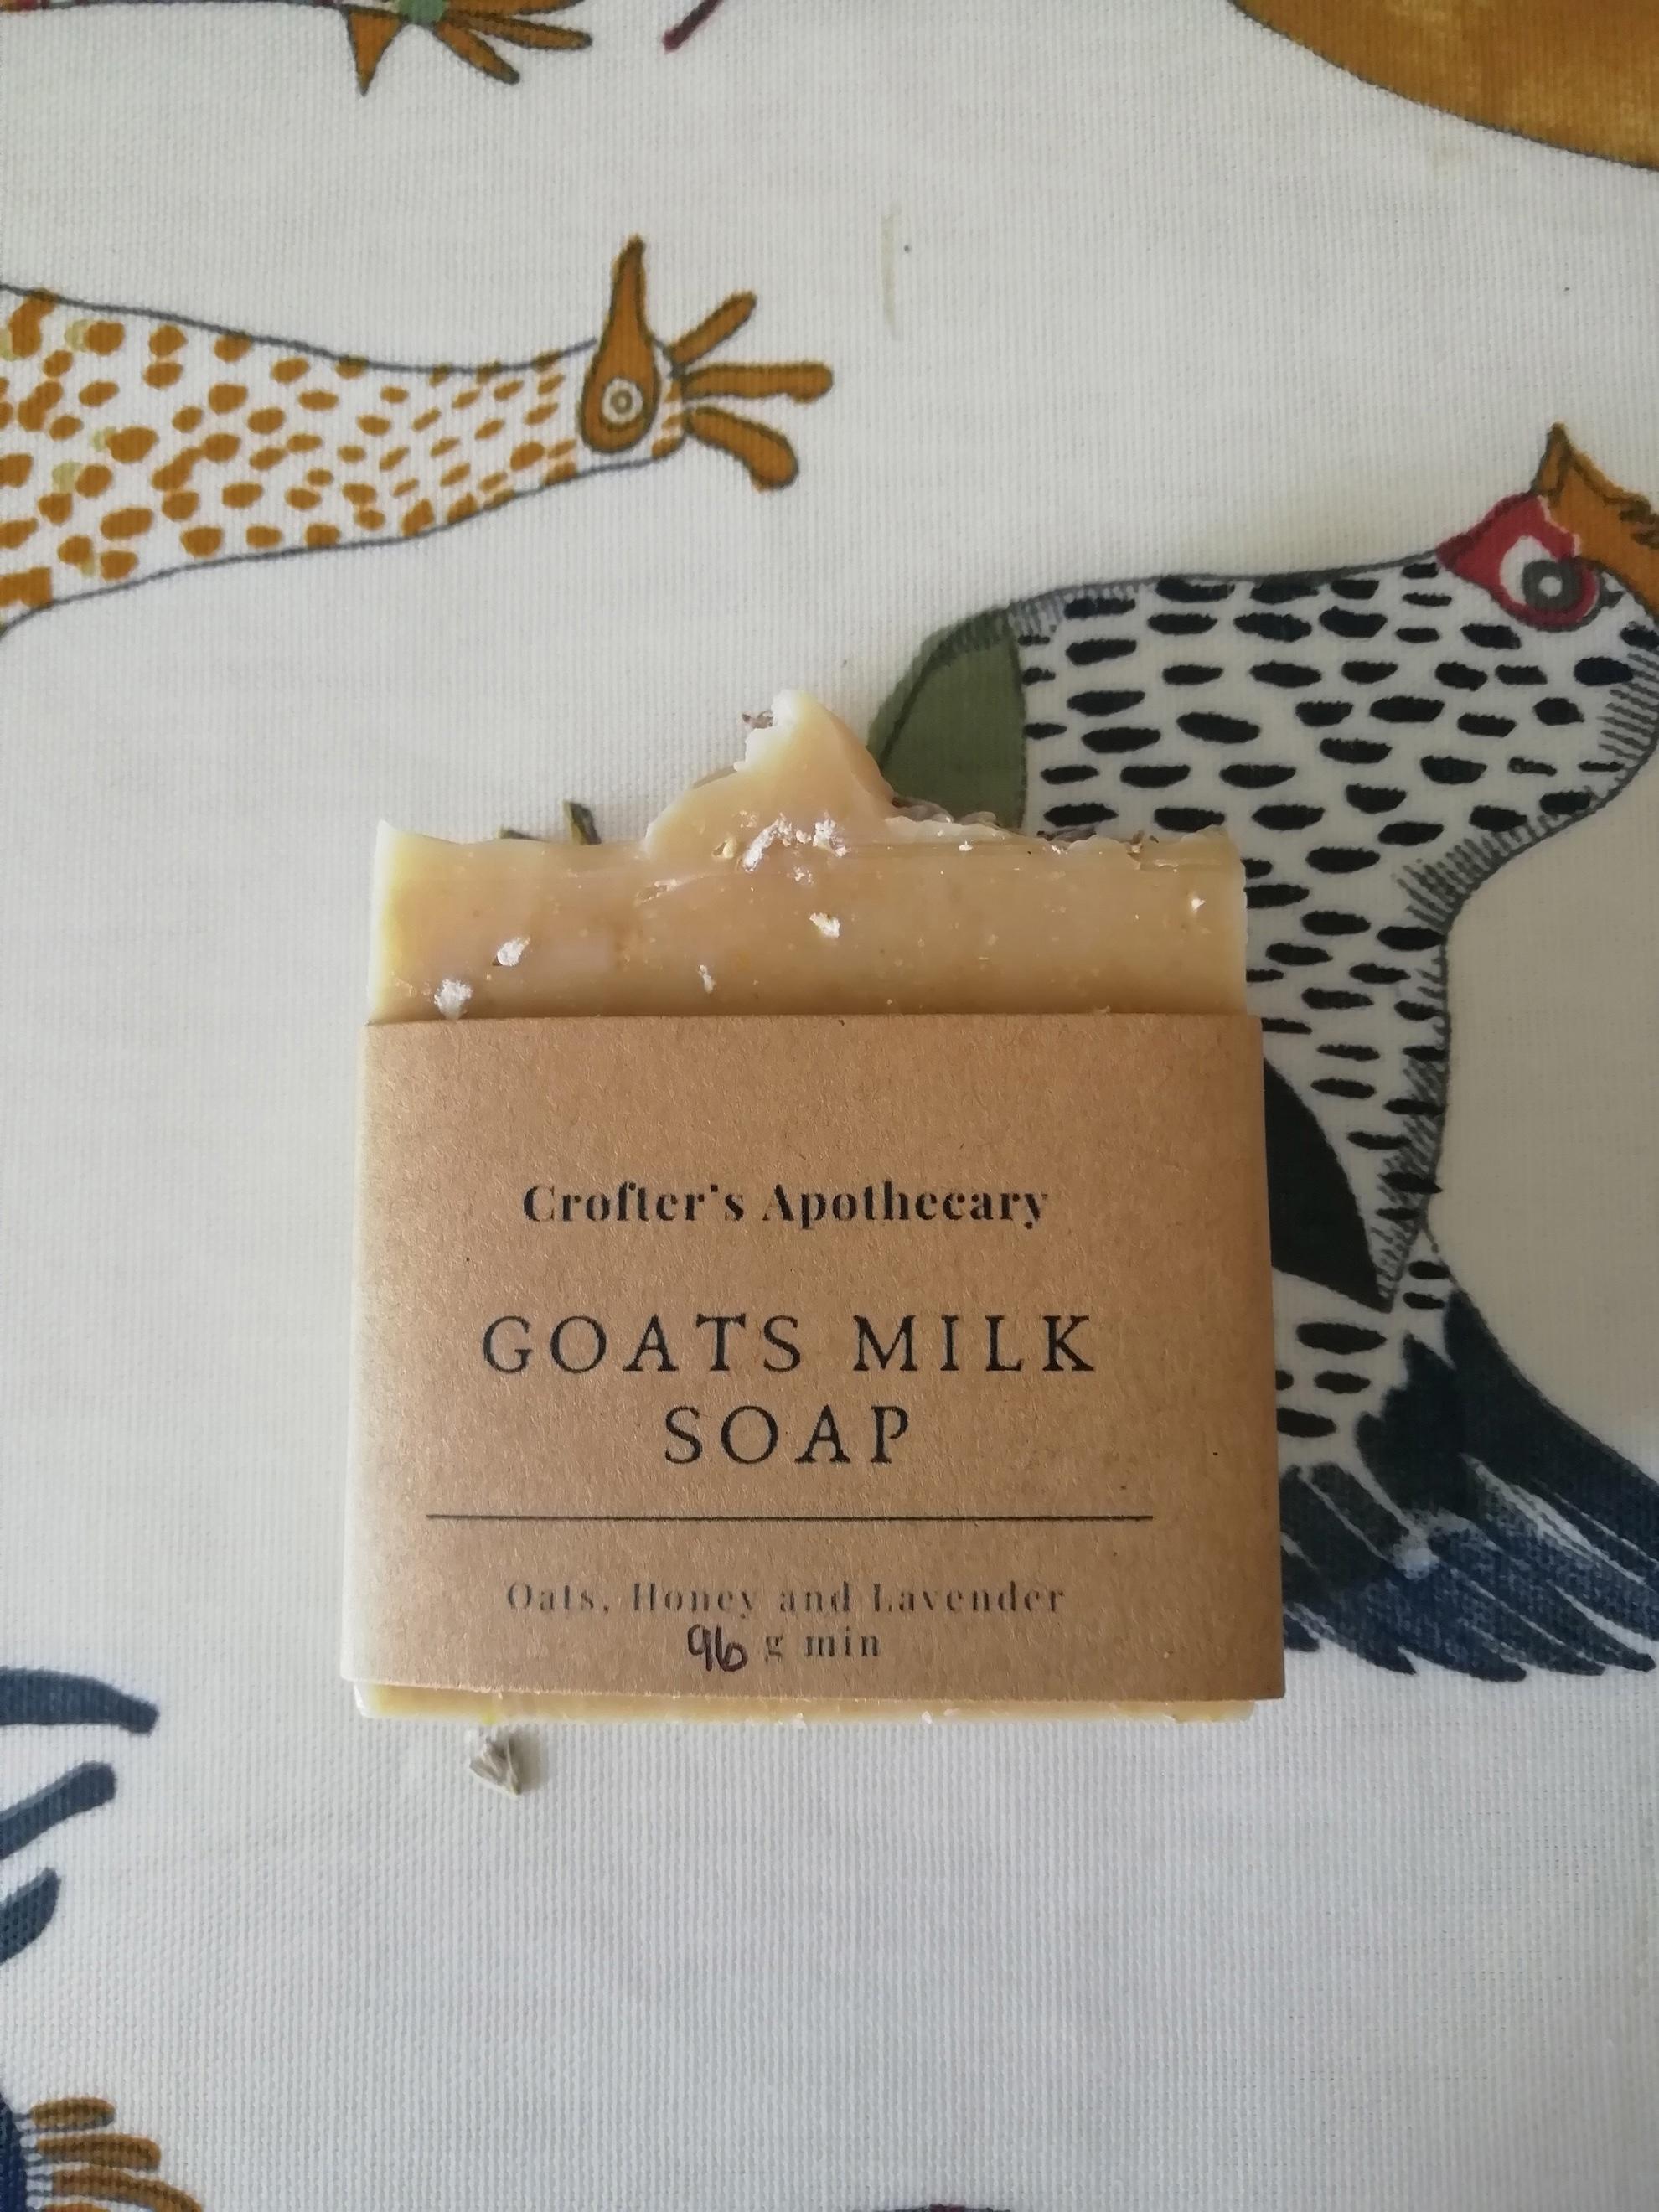 Crofter's Apothecary
GOATS MILK
SOAP
Oats, Honey and Lavender
96 g min